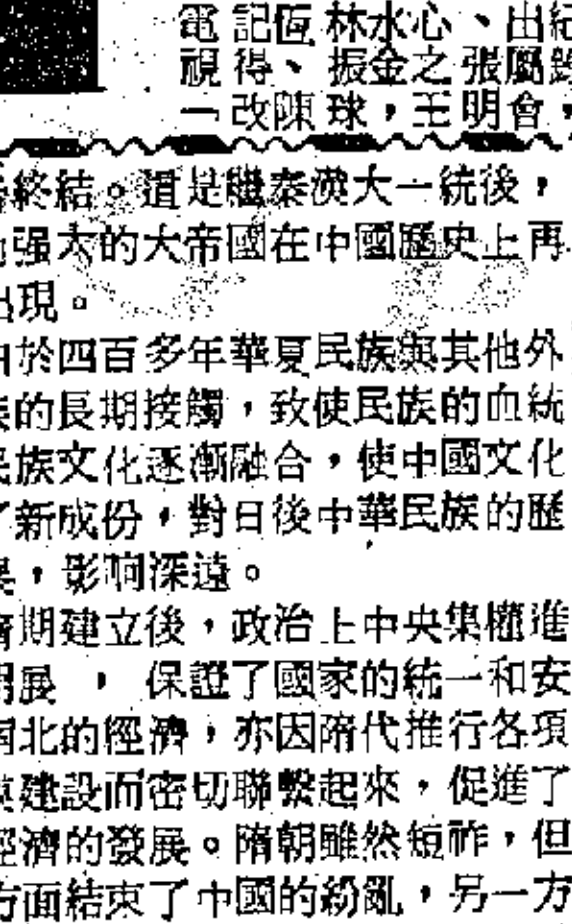 電記恆林水心、出紀
視得、振金之張屬錄
一改陳球，王明會，
終結。這是繼秦漢大一統後，
強大的大帝國在中國歷史上再
出現。
由於四百多年華夏民族與其他外
族的長期接觸，致使民族的血統
民族文化逐漸融合，使中國文化
了新成份，對日後中華民族的歷
，影响深遠。
期建立後，政治上中央集權進
開展，保證了國家的統一和安
南北的經濟，亦因隋代推行各項
建設而密切聯繫起來，促進了
經濟的發展。隋朝雖然短祚，但
方面結束了中國的紛亂，另一方